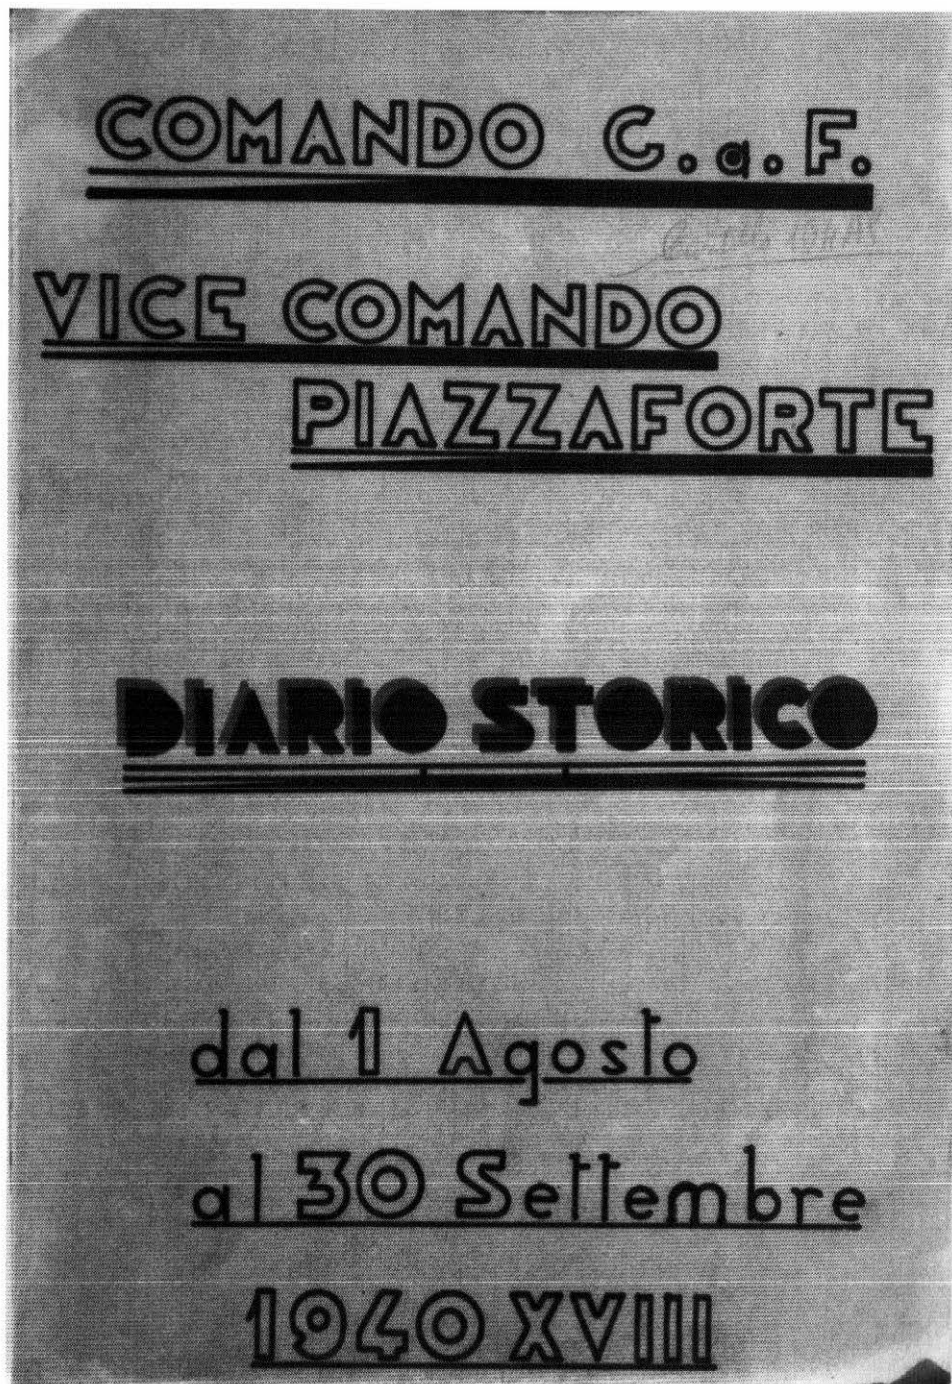 COMANDO G.a.F.
VICE COMANDO
PIAZZAFORTE
DIARIO STORICO
dal 1 Agosto
al 30 Settembre
1940 XVIII